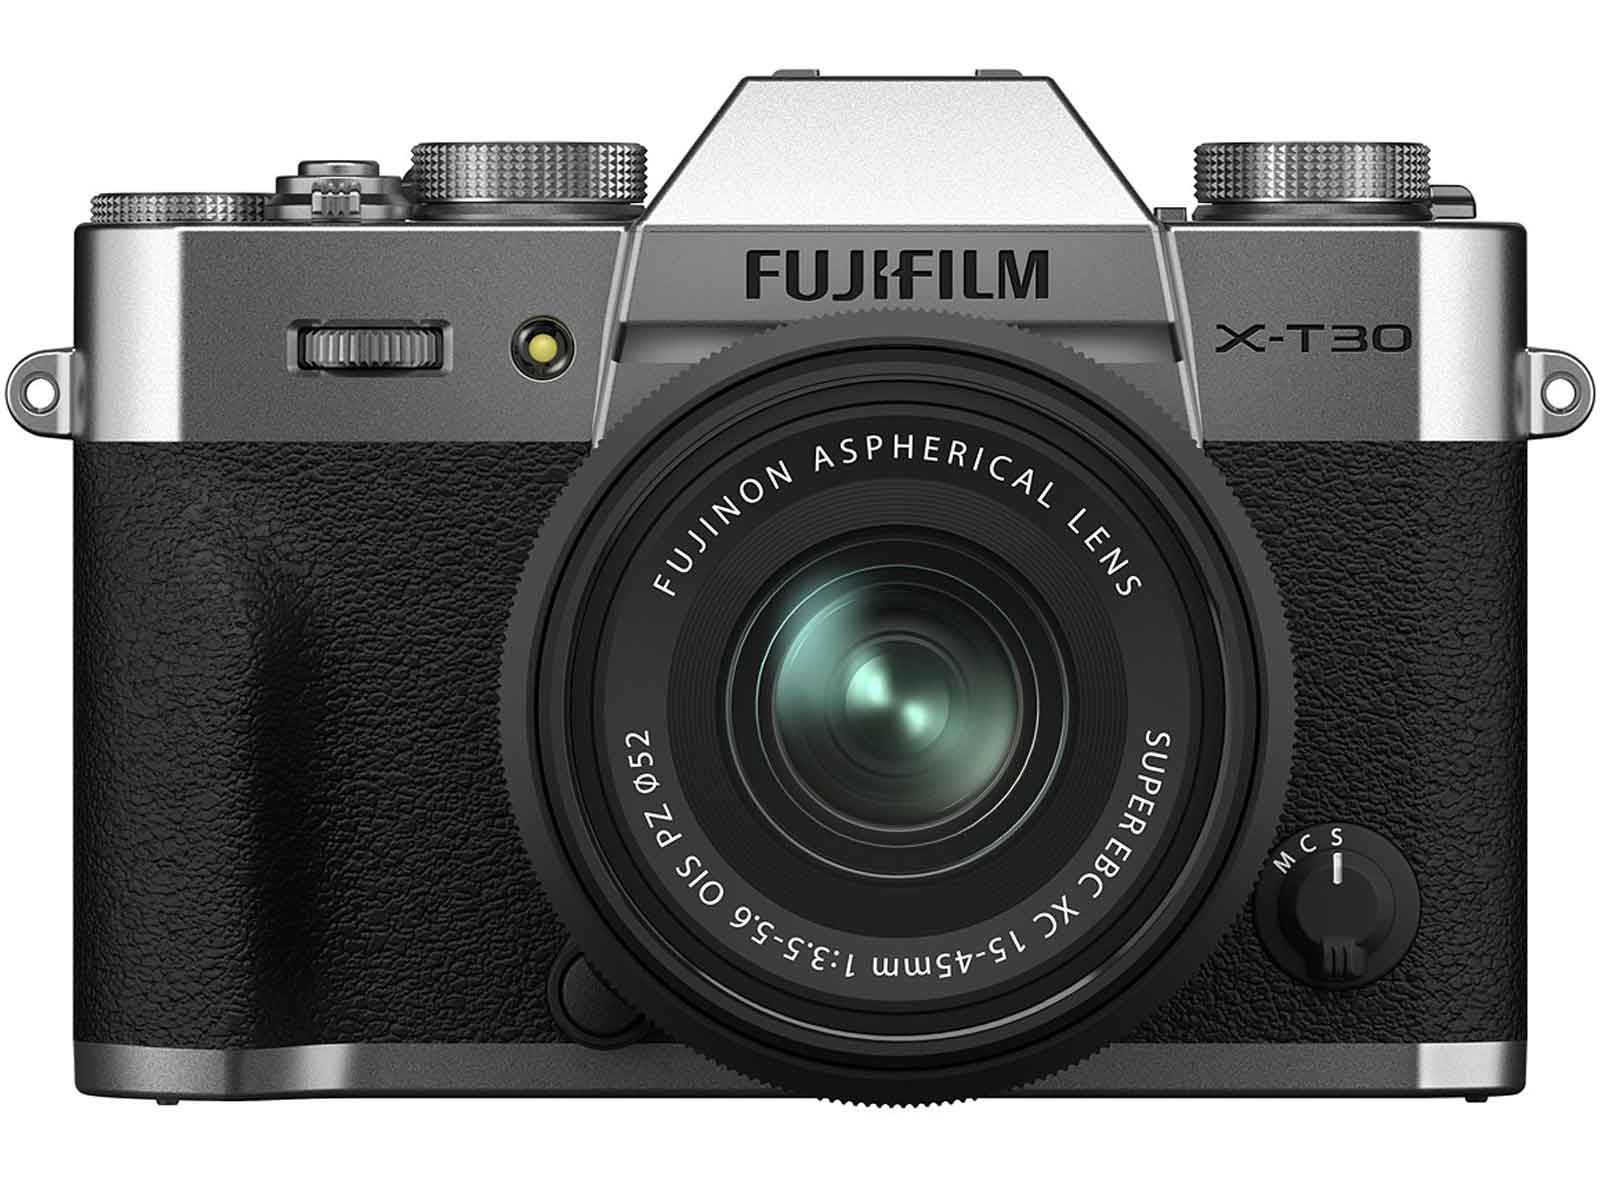 FUJIFILM
X-T30
FUJINON ASPHERICAL LENS
SUPER EBC XC 15-45mm 1:3.5-5.6 OIS PZ Ø52
M C S